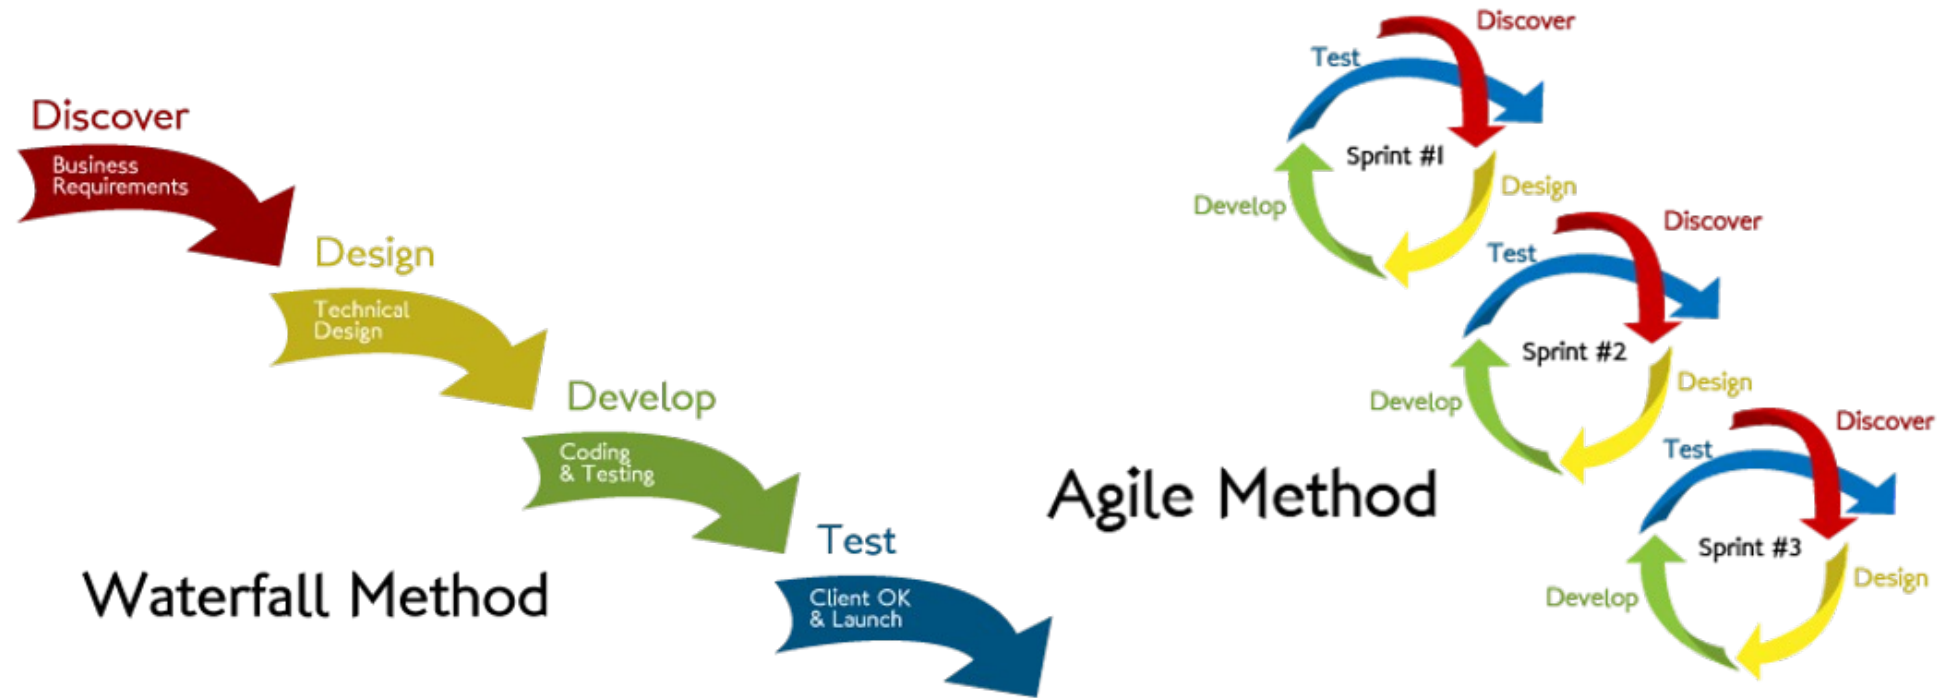 Discover
Business
Requirements
Design
Technical
Design
Develop
Coding
& Testing
Test
Client OK
& Launch
Waterfall Method
Agile Method
Discover
Test
Sprint #1
Design
Develop
Discover
Test
Sprint #2
Design
Develop
Discover
Test
Sprint #3
Design
Develop